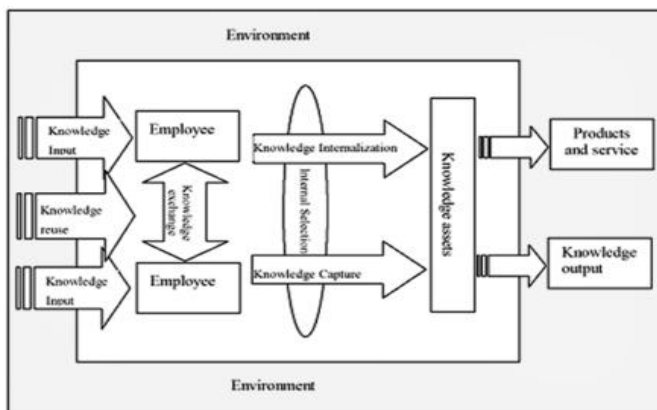 Environment
Knowledge
Input
Employee
Knowledge Internalization
Products
and service
Knowledge
reuse
Knowledge
exchange
Internal Selection
Knowledge assets
Knowledge
Input
Employee
Knowledge Capture
Knowledge
output
Environment